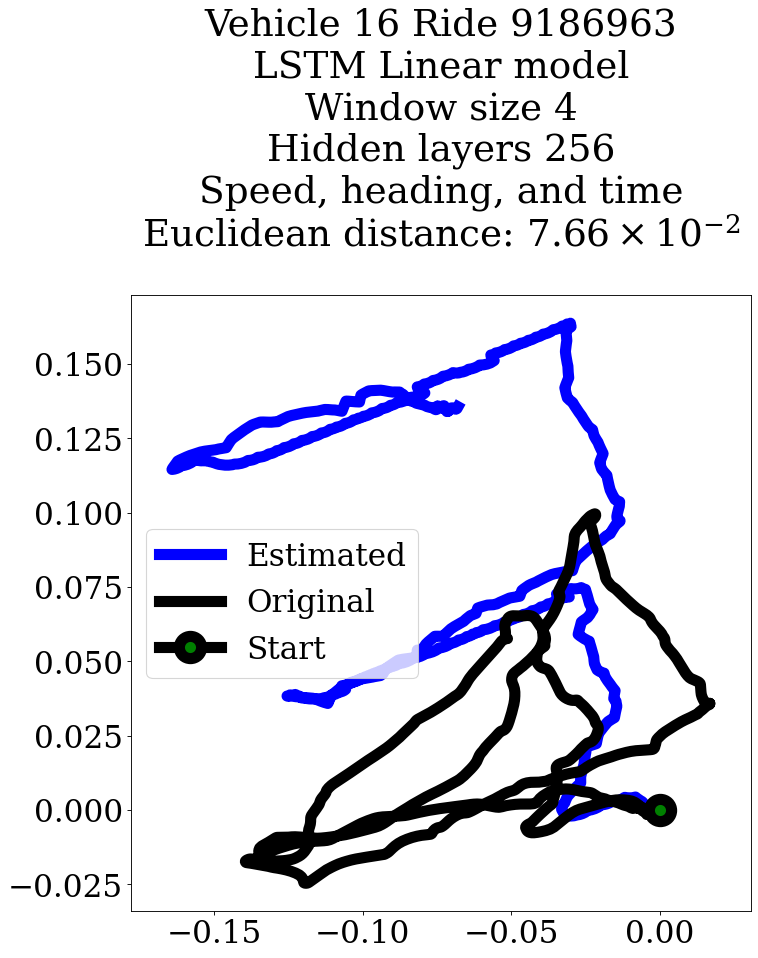 Vehicle 16 Ride 9186963
LSTM Linear model
Window size 4
Hidden layers 256
Speed, heading, and time
Euclidean distance: 7.66 × 10⁻²
0.150
0.125
0.100
0.075
0.050
0.025
0.000
−0.025
Estimated
Original
Start
−0.15 −0.10 −0.05 0.00